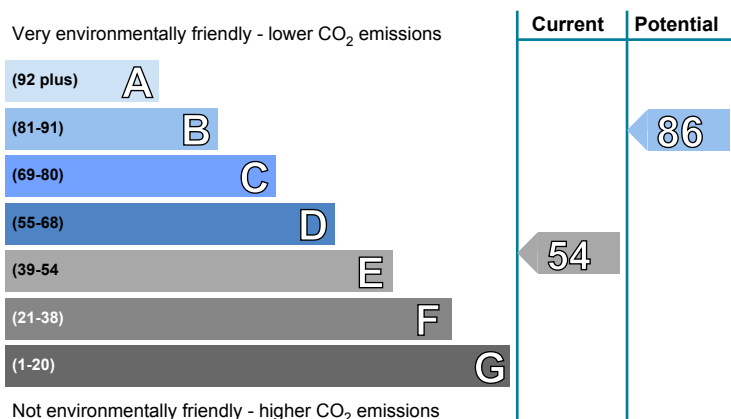 Very environmentally friendly - lower CO₂ emissions
Current Potential
(92 plus) A
(81-91) B
86
(69-80) C
(55-68) D
54
(39-54 E
(21-38) F
(1-20) G
Not environmentally friendly - higher CO₂ emissions